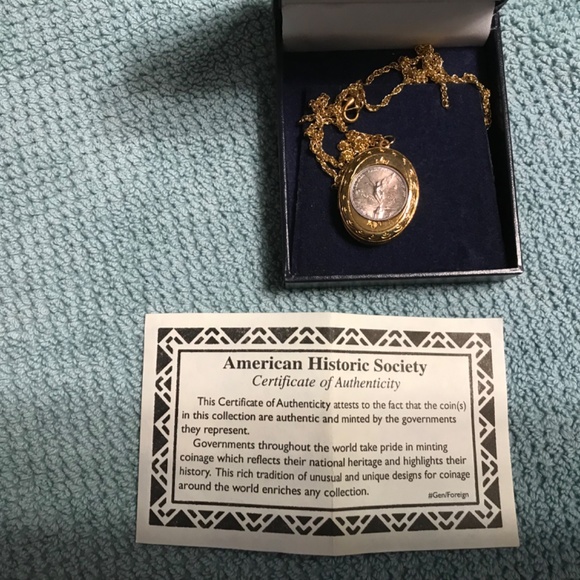 American Historic Society
Certificate of Authenticity
This Certificate of Authenticity attests to the fact that the coin(s)
in this collection are authentic and minted by the governments
they represent.
Governments throughout the world take pride in minting
coinage which reflects their national heritage and highlights their
history. This rich tradition of unusual and unique designs for coinage
around the world enriches any collection.
#Gen/Foreign